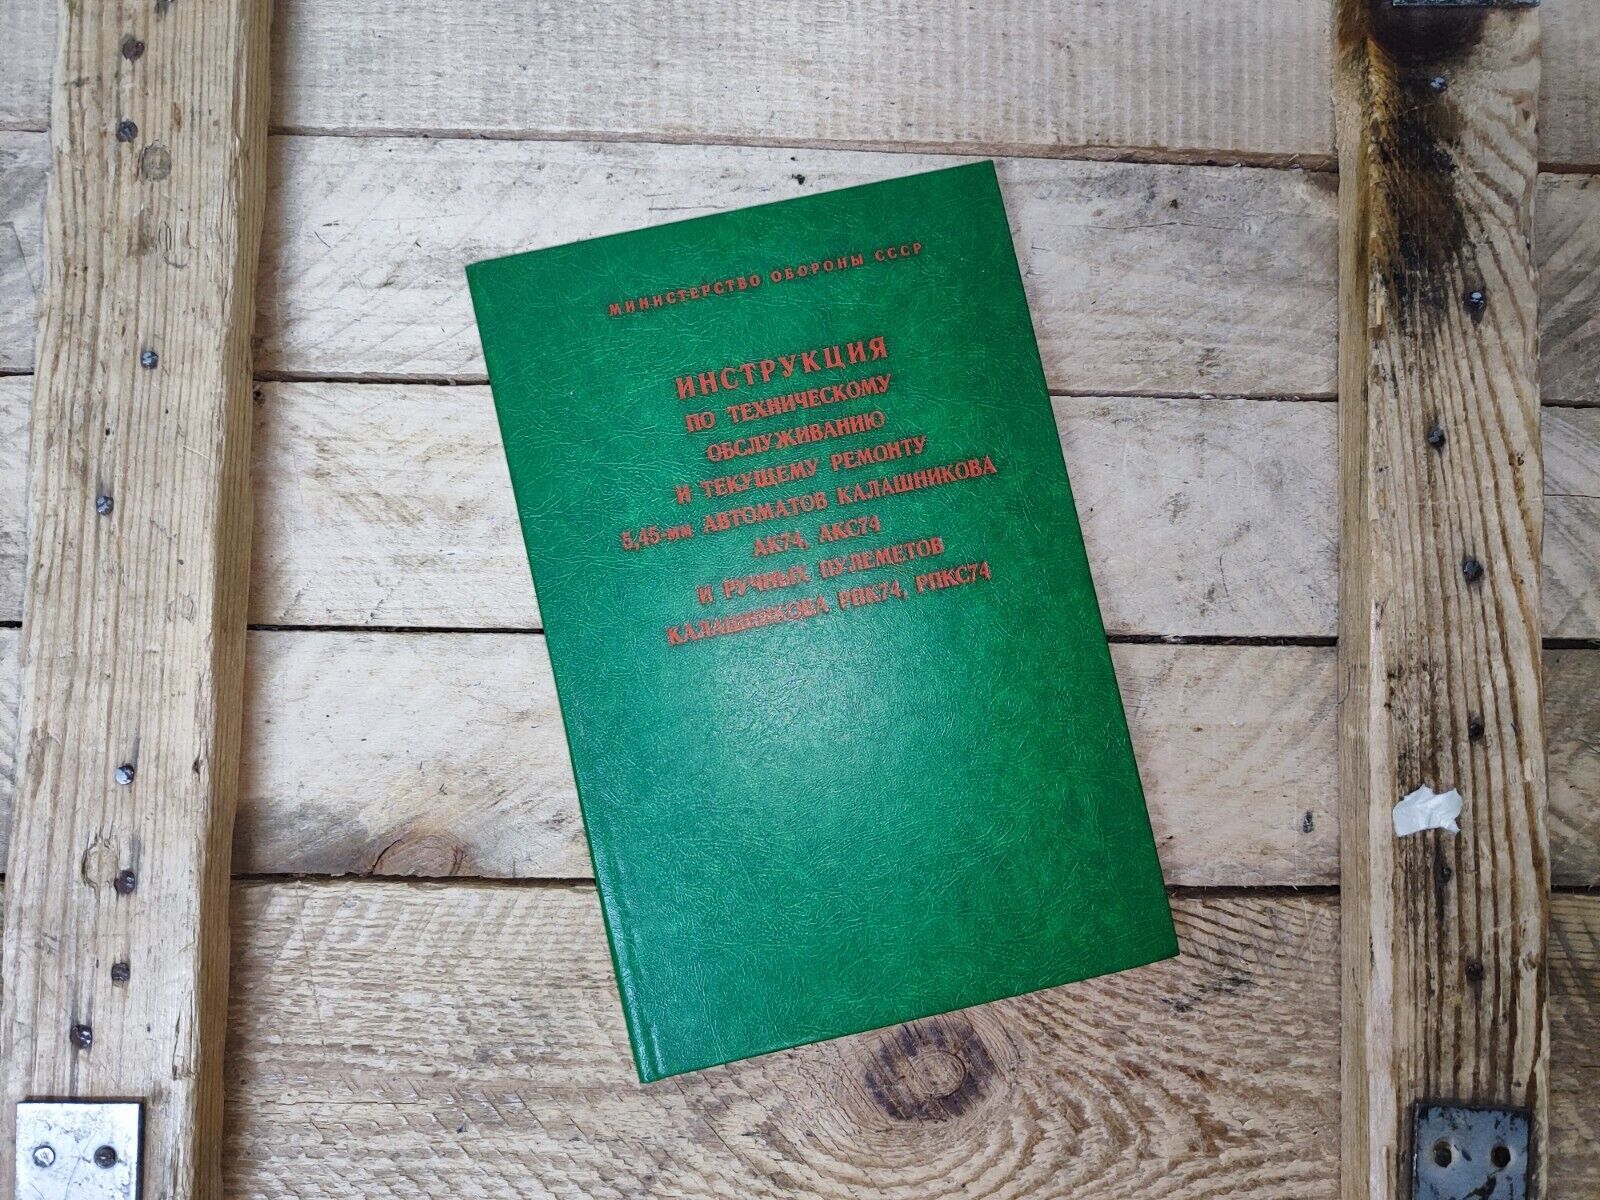 МИНИСТЕРСТВО ОБОРОНЫ СССР
ИНСТРУКЦИЯ
ПО ТЕХНИЧЕСКОМУ
ОБСЛУЖИВАНИЮ
И ТЕКУЩЕМУ РЕМОНТУ
5,45-мм АВТОМАТОВ КАЛАШНИКОВА
АК74, АКС74
И РУЧНЫХ ПУЛЕМЕТОВ
КАЛАШНИКОВА РПК74, РПКС74